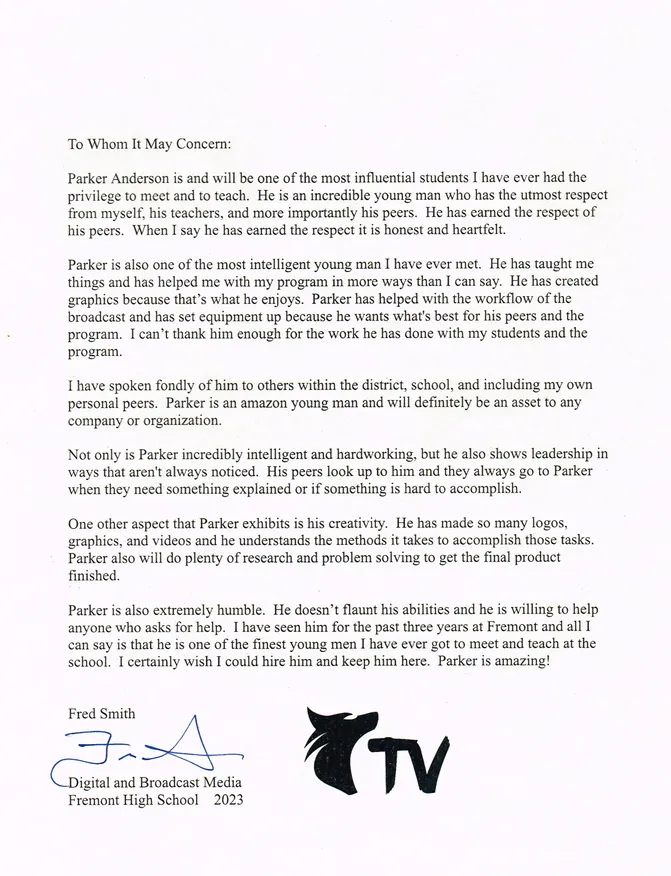 To Whom It May Concern:
Parker Anderson is and will be one of the most influential students I have ever had the
privilege to meet and to teach.  He is an incredible young man who has the utmost respect
from myself, his teachers, and more importantly his peers.  He has earned the respect of
his peers.  When I say he has earned the respect it is honest and heartfelt.
Parker is also one of the most intelligent young man I have ever met.  He has taught me
things and has helped me with my program in more ways than I can say.  He has created
graphics because that’s what he enjoys.  Parker has helped with the workflow of the
broadcast and has set equipment up because he wants what's best for his peers and the
program.  I can’t thank him enough for the work he has done with my students and the
program.
I have spoken fondly of him to others within the district, school, and including my own
personal peers.  Parker is an amazon young man and will definitely be an asset to any
company or organization.
Not only is Parker incredibly intelligent and hardworking, but he also shows leadership in
ways that aren't always noticed.  His peers look up to him and they always go to Parker
when they need something explained or if something is hard to accomplish.
One other aspect that Parker exhibits is his creativity.  He has made so many logos,
graphics, and videos and he understands the methods it takes to accomplish those tasks.
Parker also will do plenty of research and problem solving to get the final product
finished.
Parker is also extremely humble.  He doesn’t flaunt his abilities and he is willing to help
anyone who asks for help.  I have seen him for the past three years at Fremont and all I
can say is that he is one of the finest young men I have ever got to meet and teach at the
school.  I certainly wish I could hire him and keep him here.  Parker is amazing!
Fred Smith
TV
Digital and Broadcast Media
Fremont High School    2023